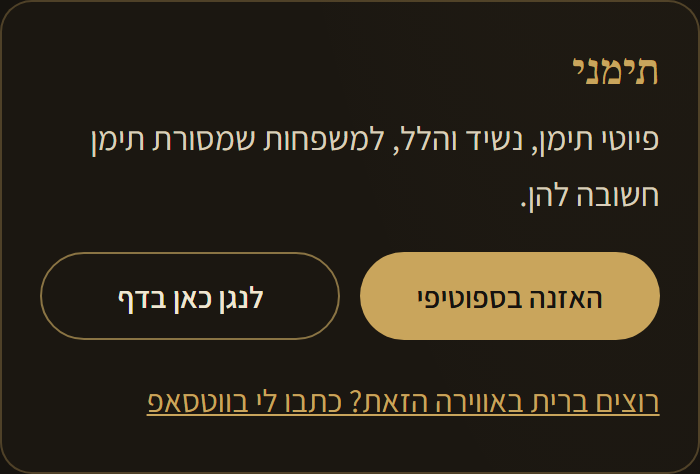 תימני
פיוטי תימן, נשיד והלל, למשפחות שמסורת תימן
חשובה להן.
האזנה בספוטיפי
לנגן כאן בדף
רוצים ברית באווירה הזאת? כתבו לי בווטסאפ